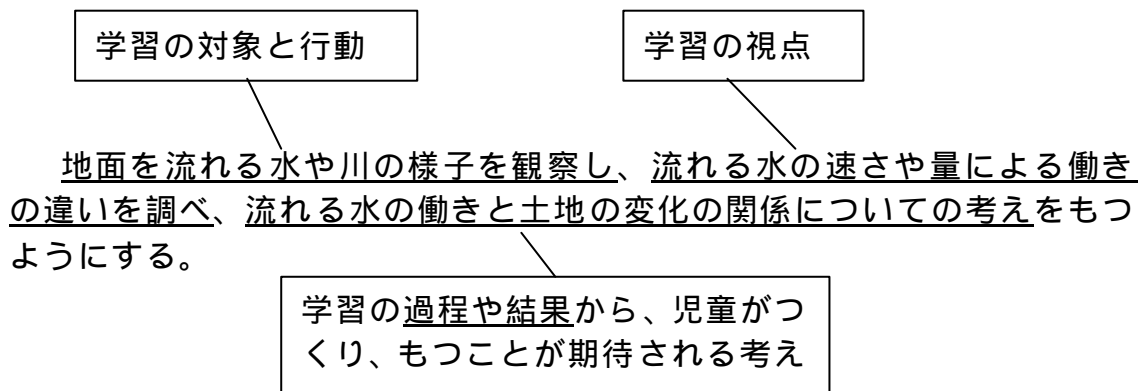 学習の対象と行動
学習の視点
地面を流れる水や川の様子を観察し、流れる水の速さや量による働き
の違いを調べ、流れる水の働きと土地の変化の関係についての考えをもつ
ようにする。
学習の過程や結果から、児童がつ
くり、もつことが期待される考え